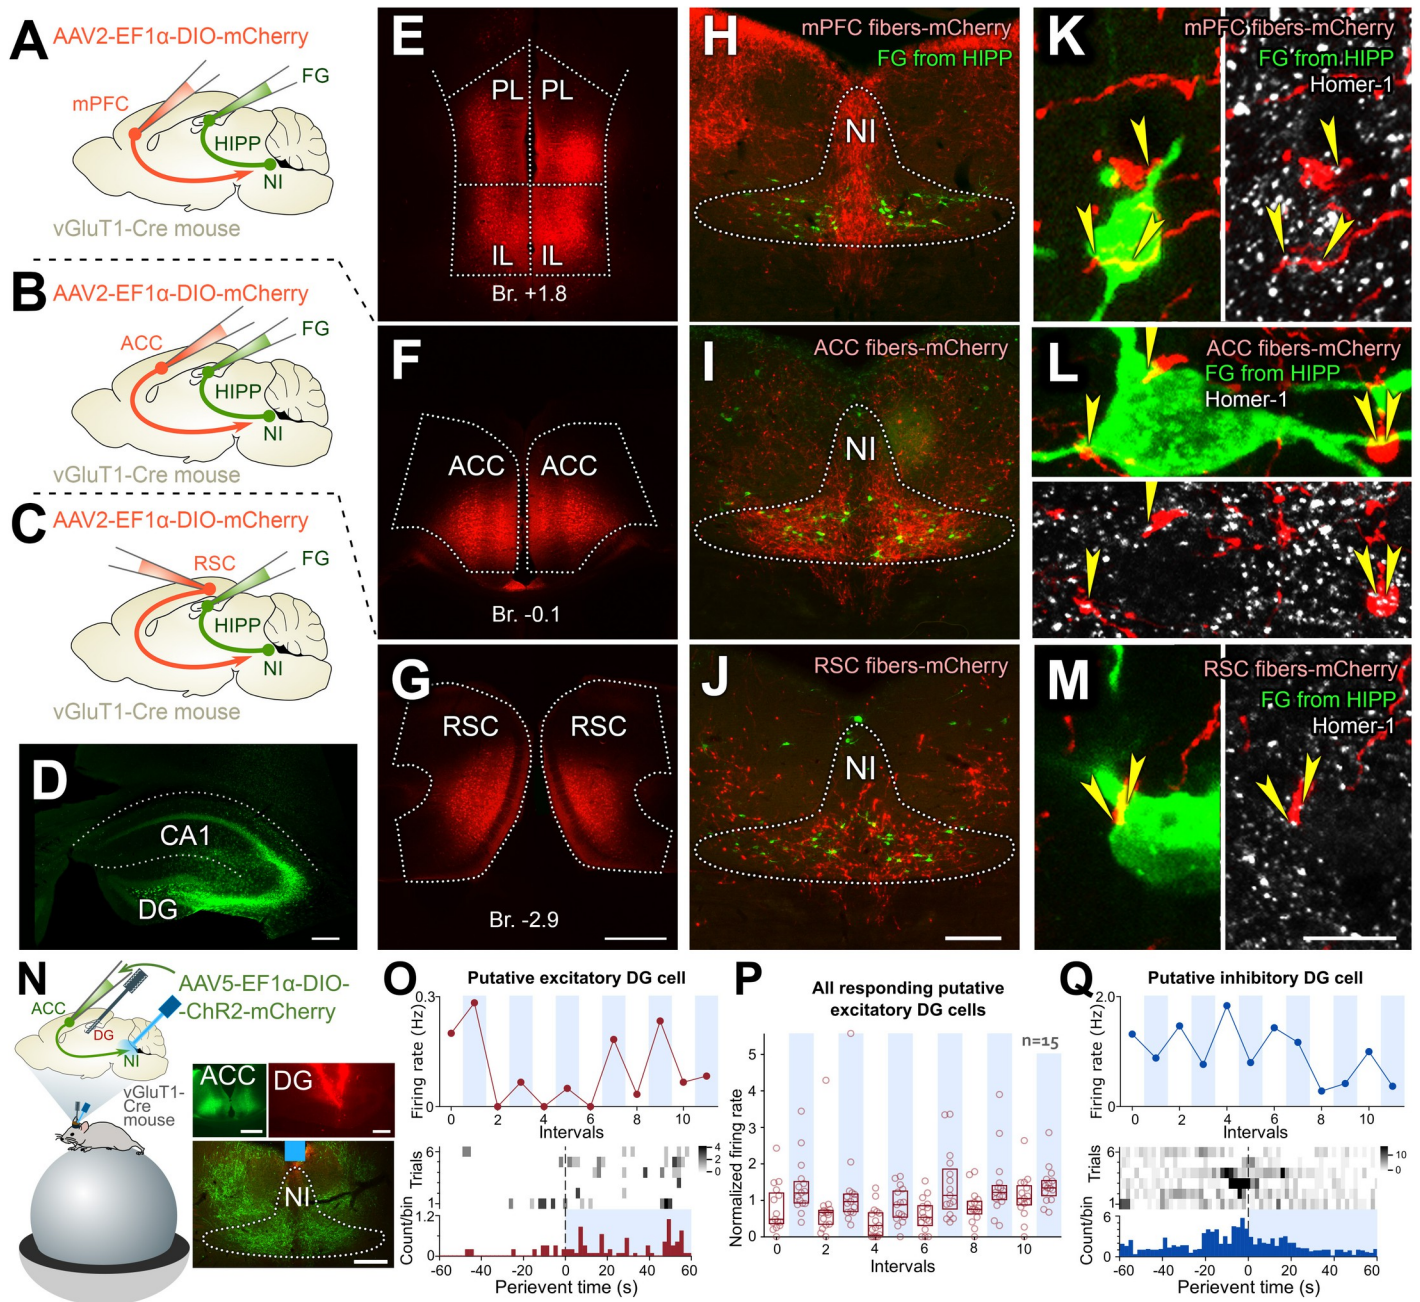 A
AAV2-EF1α-DIO-mCherry
FG
mPFC
HIPP
NI
vGluT1-Cre mouse
B
AAV2-EF1α-DIO-mCherry
ACC
FG
HIPP
NI
vGluT1-Cre mouse
C
AAV2-EF1α-DIO-mCherry
RSC
FG
HIPP
NI
vGluT1-Cre mouse
D
CA1
DG
E
PL PL
IL IL
Br. +1.8
F
ACC ACC
Br. -0.1
G
RSC RSC
Br. -2.9
H
mPFC fibers-mCherry
FG from HIPP
NI
I
ACC fibers-mCherry
NI
J
RSC fibers-mCherry
NI
K
mPFC fibers-mCherry
FG from HIPP
Homer-1
L
ACC fibers-mCherry
FG from HIPP
Homer-1
M
RSC fibers-mCherry
FG from HIPP
Homer-1
N
AAV5-EF1α-DIO-
-ChR2-mCherry
ACC
DG
NI
vGluT1-
Cre
mouse
ACC
DG
NI
O
Putative excitatory DG cell
0.3
Firing rate (Hz)
0
0 2 4 6 8 10
Intervals
6
Trials
1
4
2
0
1.2
Count/bin
0
-60 -40 -20 0 20 40 60
Perievent time (s)
P
All responding putative
excitatory DG cells
n=15
5
4
3
2
1
0
Normalized firing rate
0 2 4 6 8 10
Intervals
Q
Putative inhibitory DG cell
2.0
Firing rate (Hz)
0
0 2 4 6 8 10
Intervals
6
Trials
1
10
0
6
Count/bin
0
-60 -40 -20 0 20 40 60
Perievent time (s)